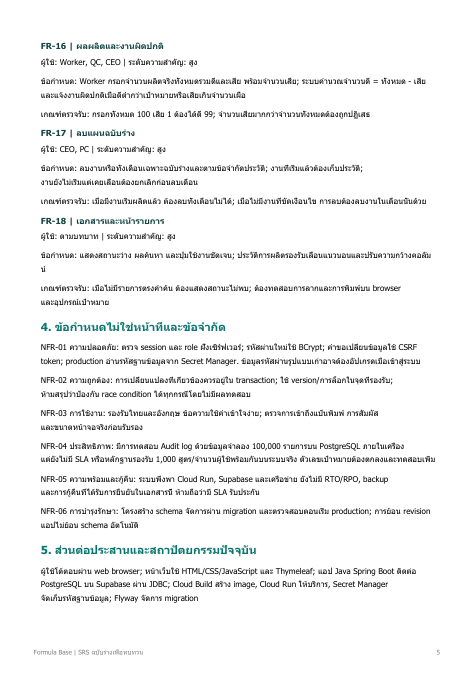 FR-16 | ผลผลิตและงานผิดปกติ
ผู้ใช้: Worker, QC, CEO | ระดับความสำคัญ: สูง
ข้อกำหนด: Worker กรอกจำนวนผลิตจริงทั้งหมดรวมดีและเสีย พร้อมจำนวนเสีย; ระบบคำนวณจำนวนดี = ทั้งหมด - เสีย
และแจ้งงานผิดปกติเมื่อดีต่ำกว่าเป้าหมายหรือเสียเกินจำนวนเผื่อ
เกณฑ์ตรวจรับ: กรอกทั้งหมด 100 เสีย 1 ต้องได้ดี 99; จำนวนเสียมากกว่าจำนวนทั้งหมดต้องถูกปฏิเสธ
FR-17 | ลบแผนฉบับร่าง
ผู้ใช้: CEO, PC | ระดับความสำคัญ: สูง
ข้อกำหนด: ลบงานหรือทั้งเดือนเฉพาะฉบับร่างและตามข้อจำกัดประวัติ; งานที่เริ่มแล้วต้องเก็บประวัติ;
งานยังไม่เริ่มแต่เคยเลื่อนต้องยกเลิกก่อนลบเดือน
เกณฑ์ตรวจรับ: เมื่อมีงานเริ่มผลิตแล้ว ต้องลบทั้งเดือนไม่ได้; เมื่อไม่มีงานที่ขัดเงื่อนไข การลบต้องลบงานในเดือนนั้นด้วย
FR-18 | เอกสารและหน้ารายการ
ผู้ใช้: ตามบทบาท | ระดับความสำคัญ: สูง
ข้อกำหนด: แสดงสถานะว่าง ผลค้นหา และปุ่มใช้งานชัดเจน; ประวัติการผลิตรองรับเลื่อนแนวนอนและปรับความกว้างคอลัม
น์
เกณฑ์ตรวจรับ: เมื่อไม่มีรายการตรงคำค้น ต้องแสดงสถานะไม่พบ; ต้องทดสอบการลากและการพิมพ์บน browser
และอุปกรณ์เป้าหมาย
4. ข้อกำหนดไม่ใช่หน้าที่และข้อจำกัด
NFR-01 ความปลอดภัย: ตรวจ session และ role ฝั่งเซิร์ฟเวอร์; รหัสผ่านใหม่ใช้ BCrypt; คำขอเปลี่ยนข้อมูลใช้ CSRF
token; production อ่านรหัสฐานข้อมูลจาก Secret Manager. ข้อมูลรหัสผ่านรูปแบบเก่าอาจต้องอัปเกรดเมื่อเข้าสู่ระบบ
NFR-02 ความถูกต้อง: การเปลี่ยนแปลงที่เกี่ยวข้องควรอยู่ใน transaction; ใช้ version/การล็อกในจุดที่รองรับ;
ห้ามสรุปว่าป้องกัน race condition ได้ทุกกรณีโดยไม่มีผลทดสอบ
NFR-03 การใช้งาน: รองรับไทยและอังกฤษ ข้อความใช้คำเข้าใจง่าย; ตรวจการเข้าถึงแป้นพิมพ์ การสัมผัส
และขนาดหน้าจอจริงก่อนรับรอง
NFR-04 ประสิทธิภาพ: มีการทดสอบ Audit log ด้วยข้อมูลจำลอง 100,000 รายการบน PostgreSQL ภายในเครื่อง
แต่ยังไม่มี SLA หรือหลักฐานรองรับ 1,000 สูตร/จำนวนผู้ใช้พร้อมกันบนระบบจริง ตัวเลขเป้าหมายต้องตกลงและทดสอบเพิ่ม
NFR-05 ความพร้อมและกู้คืน: ระบบพึ่งพา Cloud Run, Supabase และเครือข่าย ยังไม่มี RTO/RPO, backup
และการกู้คืนที่ได้รับการยืนยันในเอกสารนี้ ห้ามถือว่ามี SLA รับประกัน
NFR-06 การบำรุงรักษา: โครงสร้าง schema จัดการผ่าน migration และตรวจสอบตอนเริ่ม production; การย้อน revision
แอปไม่ย้อน schema อัตโนมัติ
5. ส่วนต่อประสานและสถาปัตยกรรมปัจจุบัน
ผู้ใช้โต้ตอบผ่าน web browser; หน้าเว็บใช้ HTML/CSS/JavaScript และ Thymeleaf; แอป Java Spring Boot ติดต่อ
PostgreSQL บน Supabase ผ่าน JDBC; Cloud Build สร้าง image, Cloud Run ให้บริการ, Secret Manager
จัดเก็บรหัสฐานข้อมูล; Flyway จัดการ migration
Formula Base | SRS ฉบับร่างเพื่อทบทวน
5